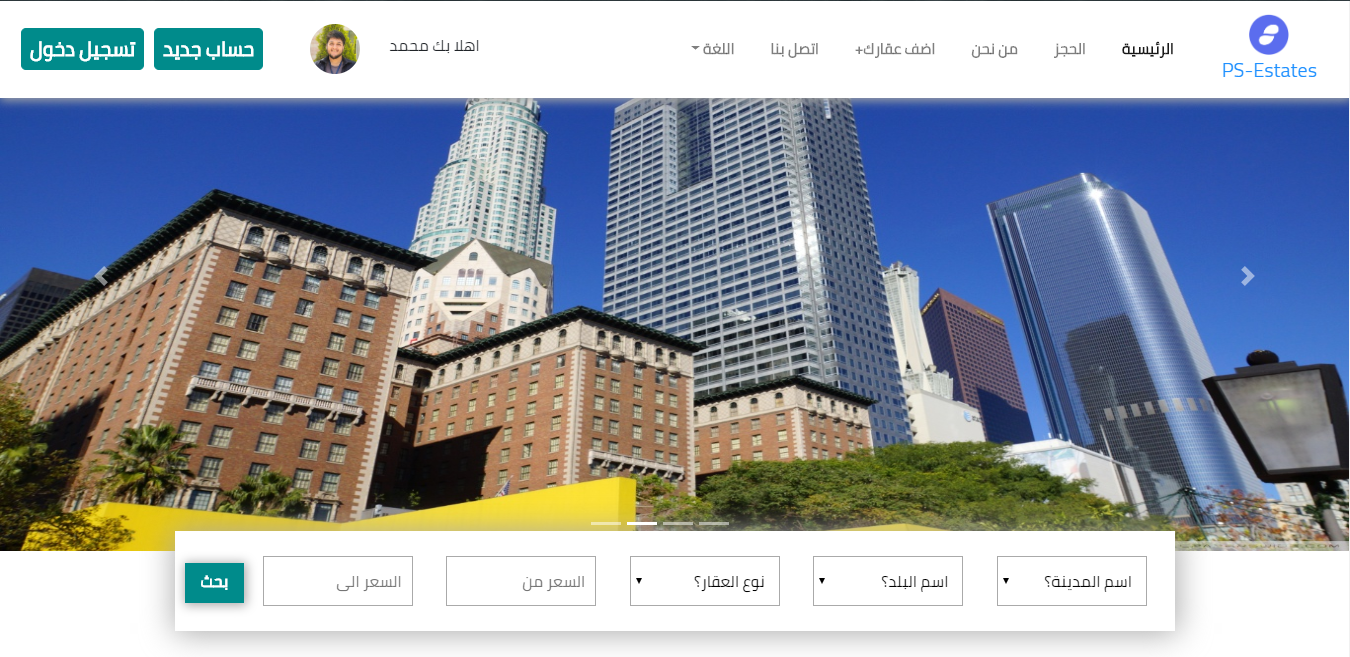 PS-Estates
الرئيسية
الحجز
من نحن
اضف عقارك+
اتصل بنا
اللغة
اهلا بك محمد
حساب جديد
تسجيل دخول
اسم المدينة؟
اسم البلد؟
نوع العقار؟
السعر من
السعر الى
بحث